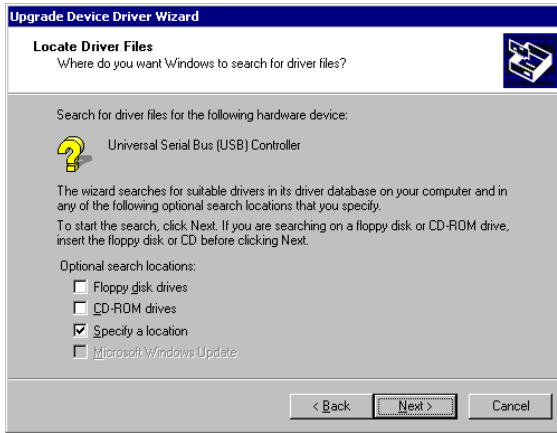 Upgrade Device Driver Wizard
Locate Driver Files
Where do you want Windows to search for driver files?
Search for driver files for the following hardware device:
Universal Serial Bus (USB) Controller
The wizard searches for suitable drivers in its driver database on your computer and in
any of the following optional search locations that you specify.
To start the search, click Next. If you are searching on a floppy disk or CD-ROM drive,
insert the floppy disk or CD before clicking Next.
Optional search locations:
Floppy disk drives
CD-ROM drives
Specify a location
Microsoft Windows Update
< Back Next > Cancel